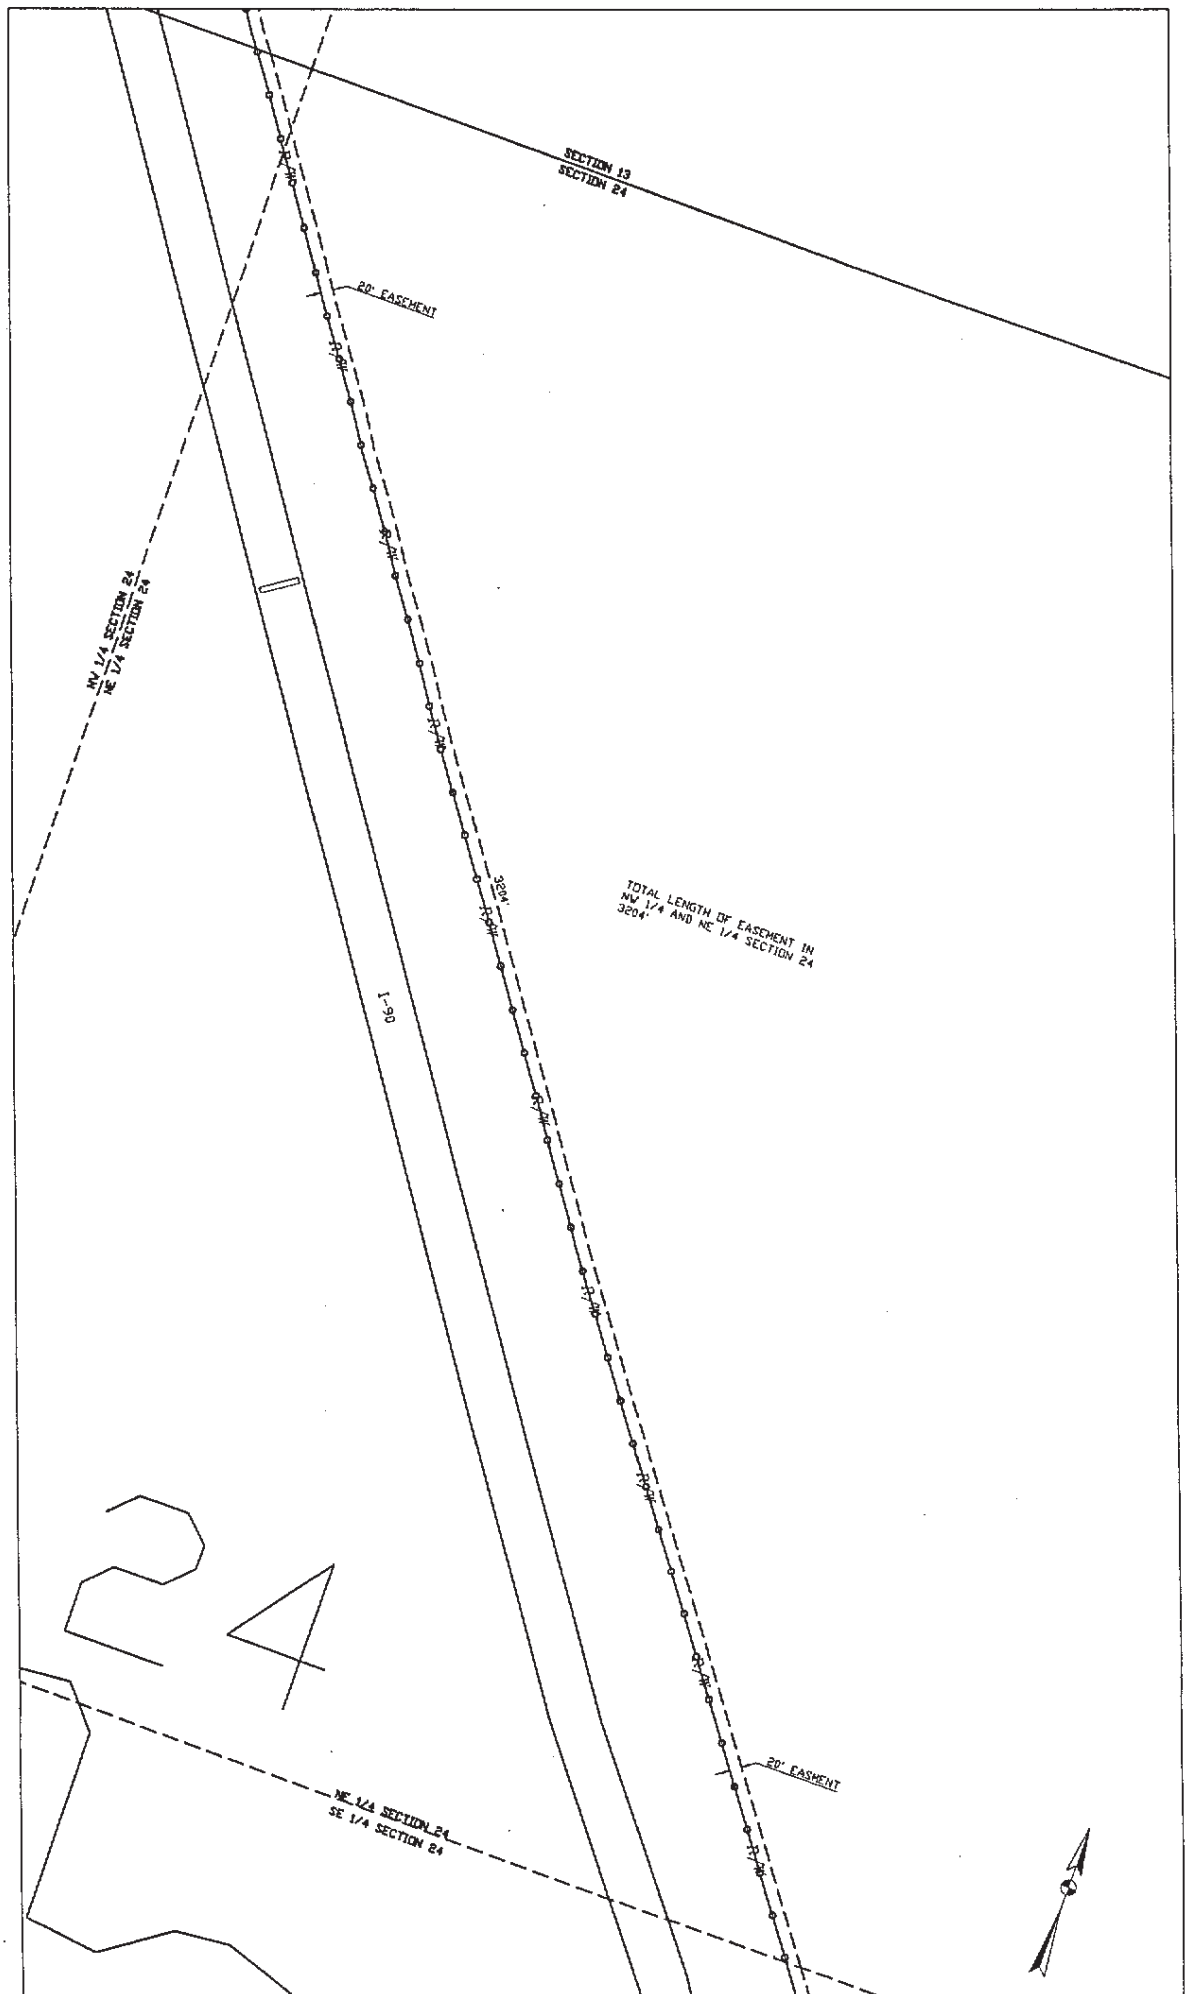 SECTION 13
SECTION 24
R/W
20' EASEMENT
R/W
R/W
NW 1/4 SECTION 24
NE 1/4 SECTION 24
R/W
3204'
R/W
TOTAL LENGTH OF EASEMENT IN
NW 1/4 AND NE 1/4 SECTION 24
3204'
I-90
R/W
R/W
R/W
24
R/W
20' EASMENT
NE 1/4 SECTION 24
SE 1/4 SECTION 24
R/W